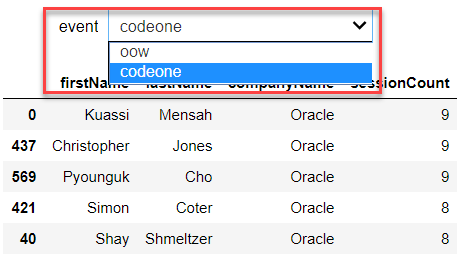 event codeone
oow
codeone
firstName lastName companyName sessionCount
0 Kuassi Mensah Oracle 9
437 Christopher Jones Oracle 9
569 Pyounguk Cho Oracle 9
421 Simon Coter Oracle 8
40 Shay Shmeltzer Oracle 8